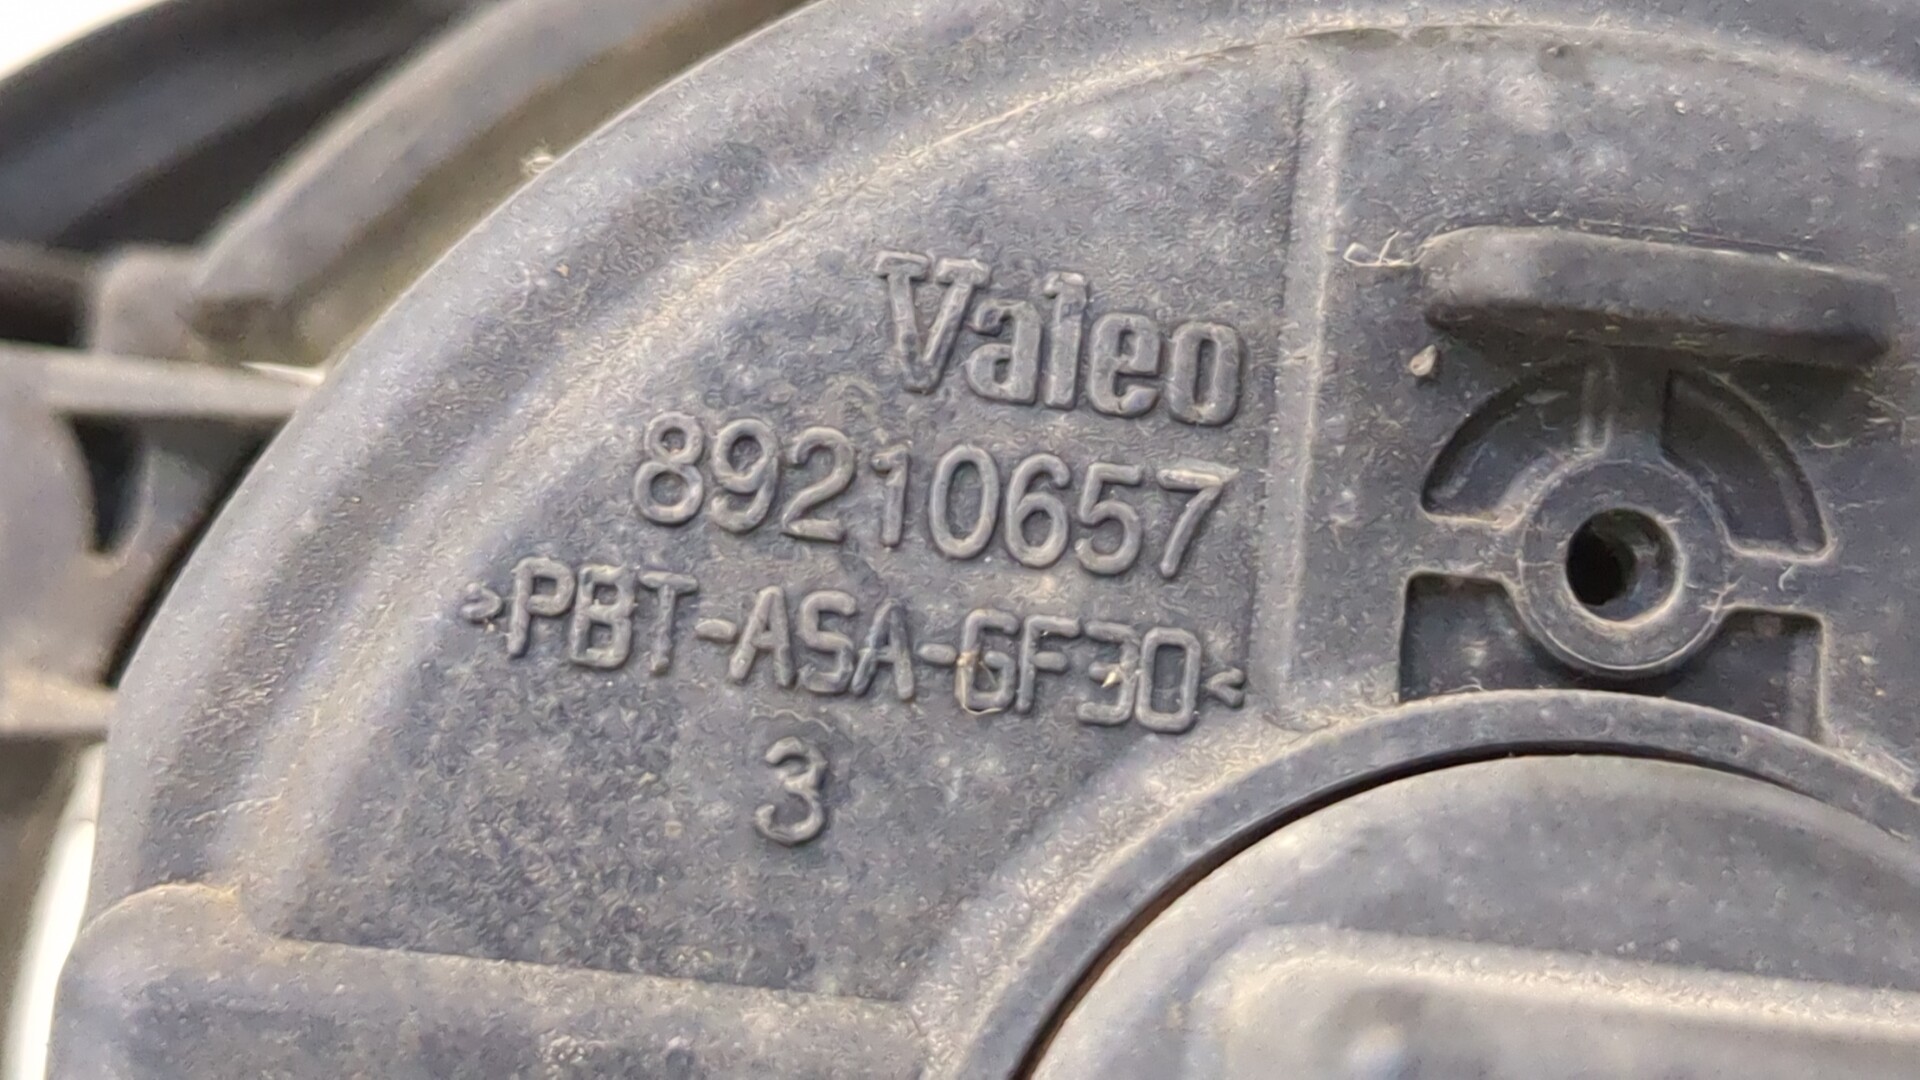 Valeo
89210657
>PBT-ASA-GF30<
3